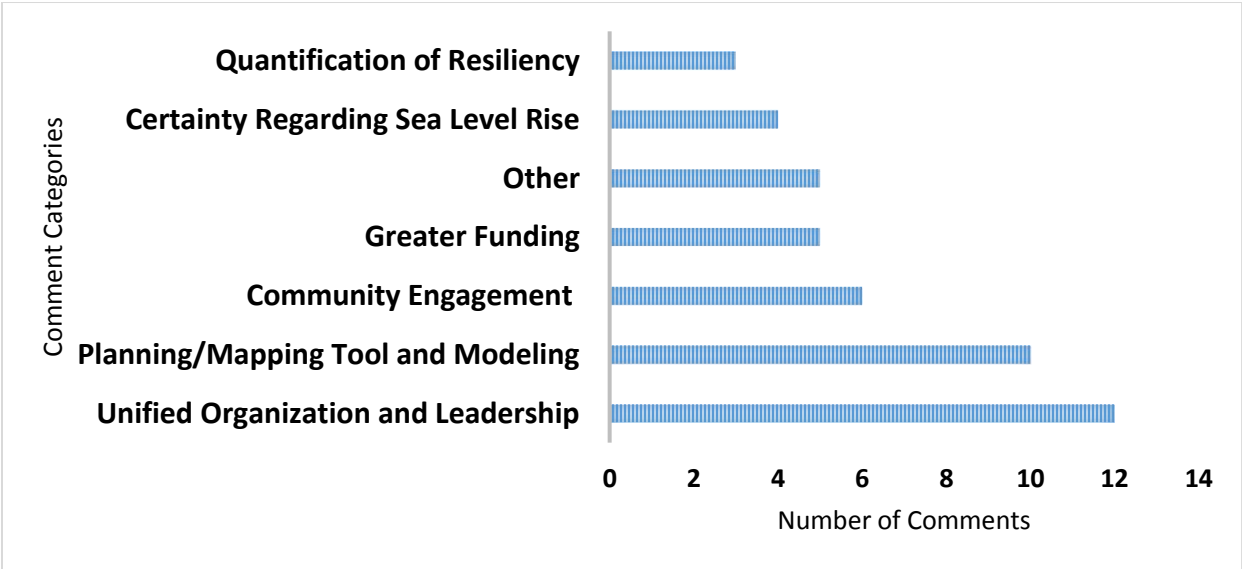 Quantification of Resiliency
Certainty Regarding Sea Level Rise
Other
Greater Funding
Community Engagement
Planning/Mapping Tool and Modeling
Unified Organization and Leadership
Comment Categories
0 2 4 6 8 10 12 14
Number of Comments